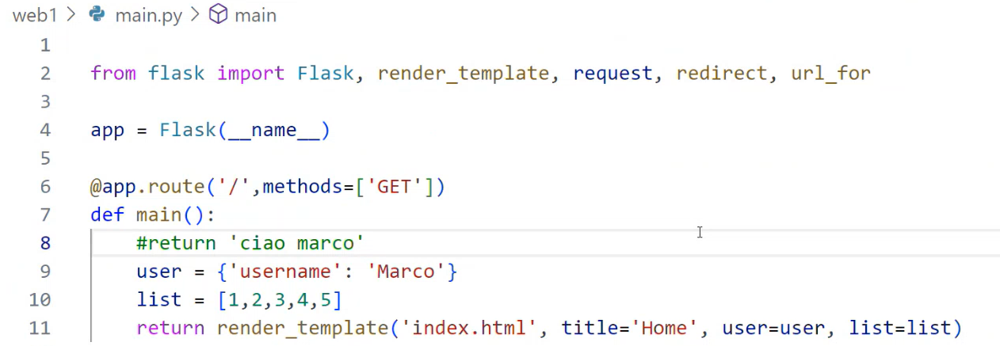 web1 > main.py > main
1
2 from flask import Flask, render_template, request, redirect, url_for
3
4 app = Flask(__name__)
5
6 @app.route('/',methods=['GET'])
7 def main():
8     #return 'ciao marco'
9     user = {'username': 'Marco'}
10     list = [1,2,3,4,5]
11     return render_template('index.html', title='Home', user=user, list=list)